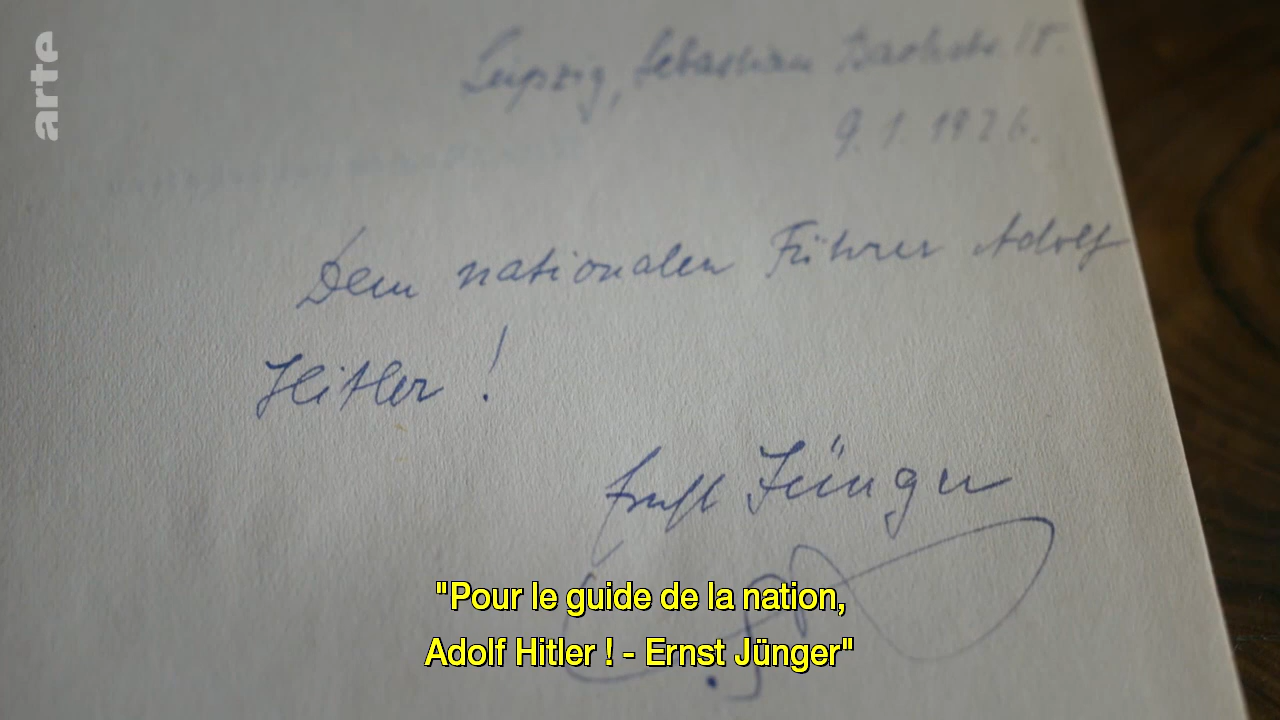 arte
Leipzig, Sebastian Bachstr. 18.
9.1.1926.
Dem nationalen Führer Adolf
Hitler!
Ernst Jünger
"Pour le guide de la nation,
Adolf Hitler ! - Ernst Jünger"